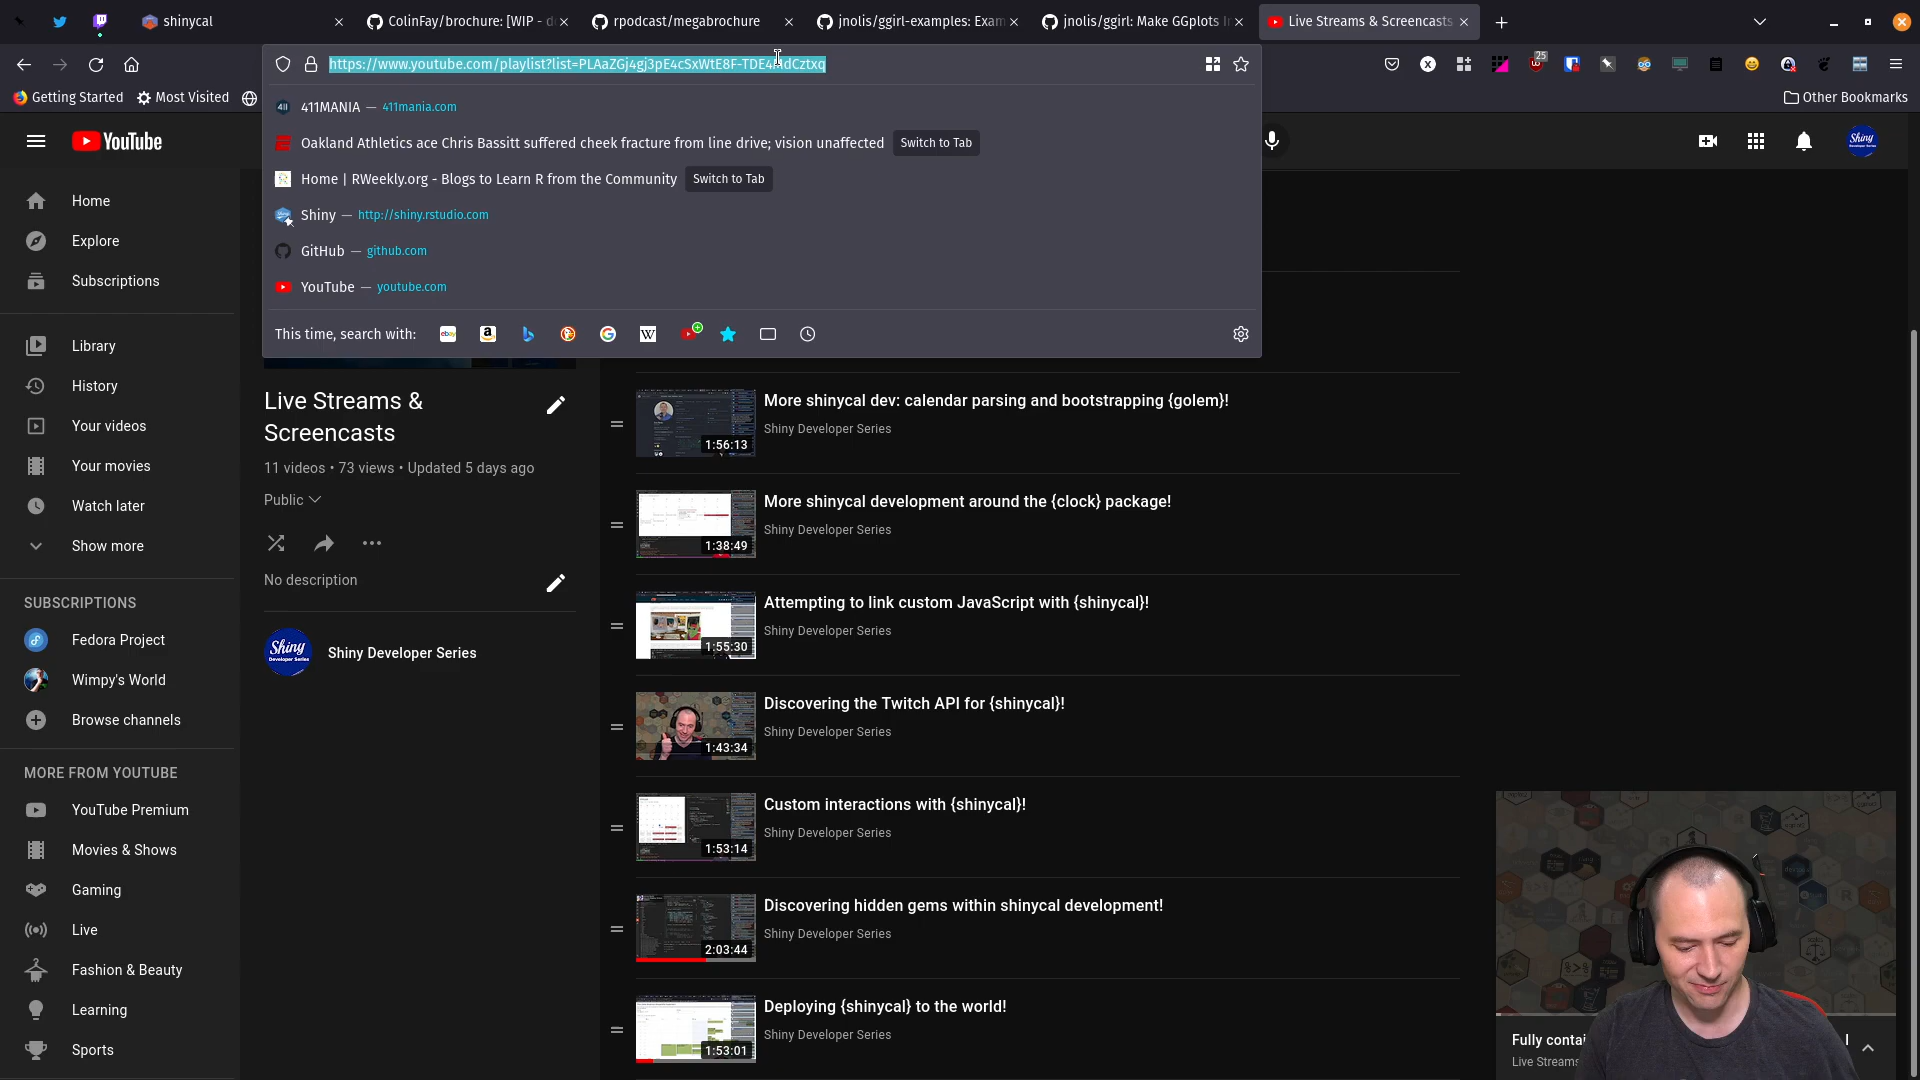 shinycal
ColinFay/brochure: [WIP - d
rpodcast/megabrochure
jnolis/ggirl-examples: Exam
jnolis/ggirl: Make GGplots I
Live Streams & Screencasts
25
Getting Started
Most Visited
Other Bookmarks
411MANIA — 411mania.com
Oakland Athletics ace Chris Bassitt suffered cheek fracture from line drive; vision unaffected
Switch to Tab
Home | RWeekly.org - Blogs to Learn R from the Community
Switch to Tab
Shiny — http://shiny.rstudio.com
GitHub — github.com
YouTube — youtube.com
This time, search with:
YouTube
Home
Explore
Subscriptions
Library
History
Your videos
Your movies
Watch later
Show more
SUBSCRIPTIONS
Fedora Project
Wimpy's World
Browse channels
MORE FROM YOUTUBE
YouTube Premium
Movies & Shows
Gaming
Live
Fashion & Beauty
Learning
Sports
Live Streams &
Screencasts
11 videos • 73 views • Updated 5 days ago
Public
No description
Shiny Developer Series
More shinycal dev: calendar parsing and bootstrapping {golem}!
Shiny Developer Series
1:56:13
More shinycal development around the {clock} package!
Shiny Developer Series
1:38:49
Attempting to link custom JavaScript with {shinycal}!
Shiny Developer Series
1:55:30
Discovering the Twitch API for {shinycal}!
Shiny Developer Series
1:43:34
Custom interactions with {shinycal}!
Shiny Developer Series
1:53:14
Discovering hidden gems within shinycal development!
Shiny Developer Series
2:03:44
Deploying {shinycal} to the world!
Shiny Developer Series
1:53:01
Fully contai
Live Streams